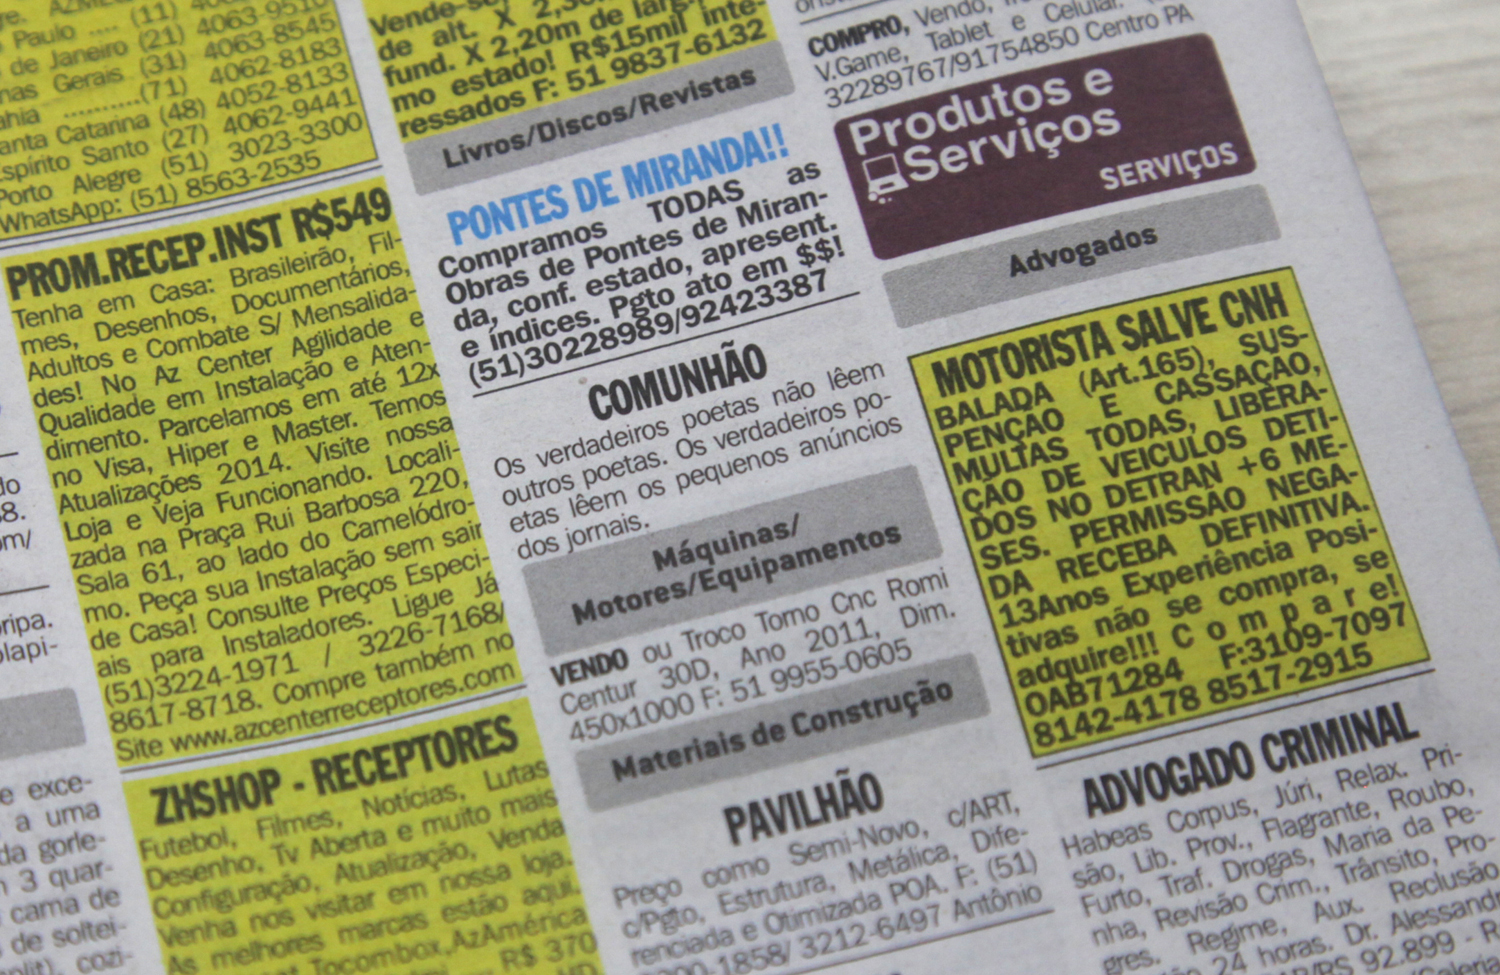 Paulo .... (11) 4063-9510
de Janeiro (21) 4063-8545
Gerais (31) 4062-8183
.........(71) 4052-8133
Catarina (48) 4062-9441
Espírito Santo (27) 3023-3300
Porto Alegre (51)
WhatsApp: (51) 8563-2535
PROM.RECEP.INST R$549
Tenha em Casa: Brasileirão, Fil-
mes, Desenhos, Documentários,
Adultos e Combate S/ Mensalida-
des! No Az Center Agilidade e
Qualidade em Instalação e Aten-
dimento. Parcelamos em até 12x
no Visa, Hiper e Master. Temos
Atualizações 2014. Visite nossa
Loja e Veja Funcionando. Locali-
zada na Praça Rui Barbosa 220,
Sala 61, ao lado do Camelódro-
mo. Peça sua Instalação sem sair
de Casa! Consulte Preços Especi-
ais para Instaladores. Ligue Já
(51)3224-1971 / 3226-7168/
8617-8718. Compre também no
Site www.azcenterreceptores.com
ZHSHOP - RECEPTORES
Futebol, Filmes, Notícias, Lutas
Desenho, Tv Aberta e muito mais
Configuração, Atualização, Venda
Venha nos visitar em nossa loja.
As melhores marcas estão aqui.
Tocombox, AzAmérica
R$ 370
de alt. X
fund. X 2,20m de larg.
mo estado! R$15mil inte-
ressados F: 51 9837-6132
Livros/Discos/Revistas
PONTES DE MIRANDA!!
Compramos TODAS as
Obras de Pontes de Miran-
da, conf. estado, apresent.
e índices. Pgto ato em $$!
(51)30228989/92423387
COMUNHÃO
Os verdadeiros poetas não lêem
outros poetas. Os verdadeiros po-
etas lêem os pequenos anúncios
dos jornais.
Máquinas/
Motores/Equipamentos
VENDO ou Troco Torno Cnc Romi
Centur 30D, Ano 2011, Dim.
450x1000 F: 51 9955-0605
Materiais de Construção
PAVILHÃO
Preço como Semi-Novo, c/ART,
c/Pgto, Estrutura, Metálica, Dife-
renciada e Otimizada POA. F: (51)
1858/ 3212-6497 Antônio
COMPRO, Vendo,
V.Game, Tablet e Celular.
32289767/91754850 Centro PA
Produtos e
Serviços
SERVIÇOS
Advogados
MOTORISTA SALVE CNH
BALADA (Art.165), SUS-
PENÇÃO E CASSAÇÃO,
MULTAS TODAS, LIBERA-
ÇÃO DE VEICULOS DETI-
DOS NO DETRAN +6 ME-
SES. PERMISSÃO NEGA-
DA RECEBA DEFINITIVA.
13Anos Experiência Posi-
tivas não se compra, se
adquire!!! C o m p a r e!
OAB71284 F:3109-7097
8142-4178 8517-2915
ADVOGADO CRIMINAL
Habeas Corpus, Júri, Relax. Pri-
são, Lib. Prov., Flagrante, Roubo,
Furto, Traf. Drogas, Maria da Pe-
nha, Revisão Crim., Trânsito, Pro-
gres. Regime, Aux. Reclusão
24 horas. Dr. Alessandr
92.899